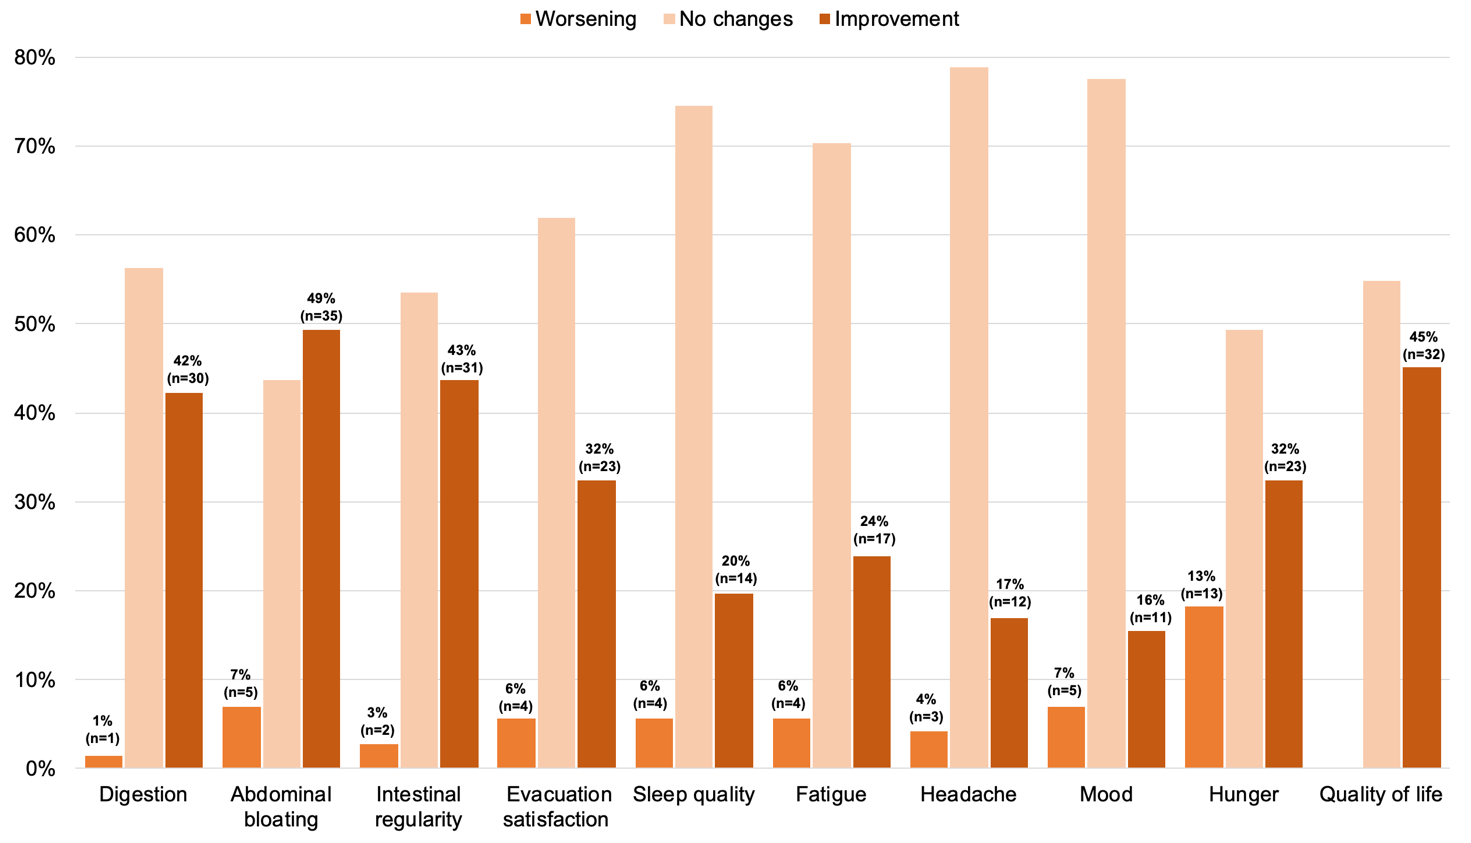 Worsening No changes Improvement
80%
70%
60%
50%
40%
30%
20%
10%
0%
1%
(n=1)
42%
(n=30)
7%
(n=5)
49%
(n=35)
3%
(n=2)
43%
(n=31)
6%
(n=4)
32%
(n=23)
6%
(n=4)
20%
(n=14)
6%
(n=4)
24%
(n=17)
4%
(n=3)
17%
(n=12)
7%
(n=5)
16%
(n=11)
13%
(n=13)
32%
(n=23)
45%
(n=32)
Digestion
Abdominal
bloating
Intestinal
regularity
Evacuation
satisfaction
Sleep quality
Fatigue
Headache
Mood
Hunger
Quality of life